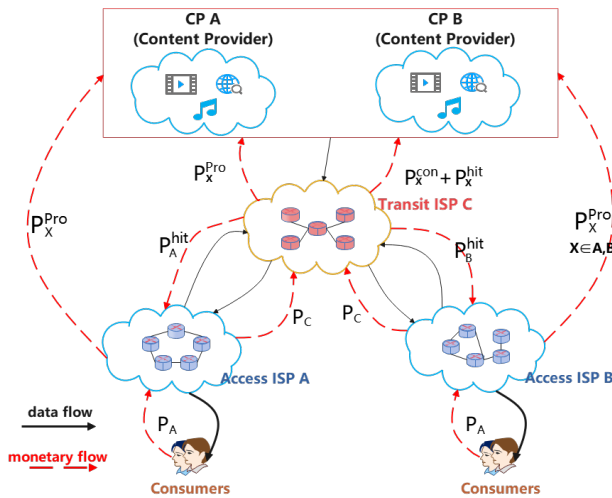 CP A
(Content Provider)
CP B
(Content Provider)
P_X^Pro
P_X^con + P_X^hit
Transit ISP C
P_X^Pro
P_X^Pro
X∈A,B
P_A^hit
P_B^hit
P_C
P_C
Access ISP A
Access ISP B
data flow
P_A
P_A
monetary flow
Consumers
Consumers